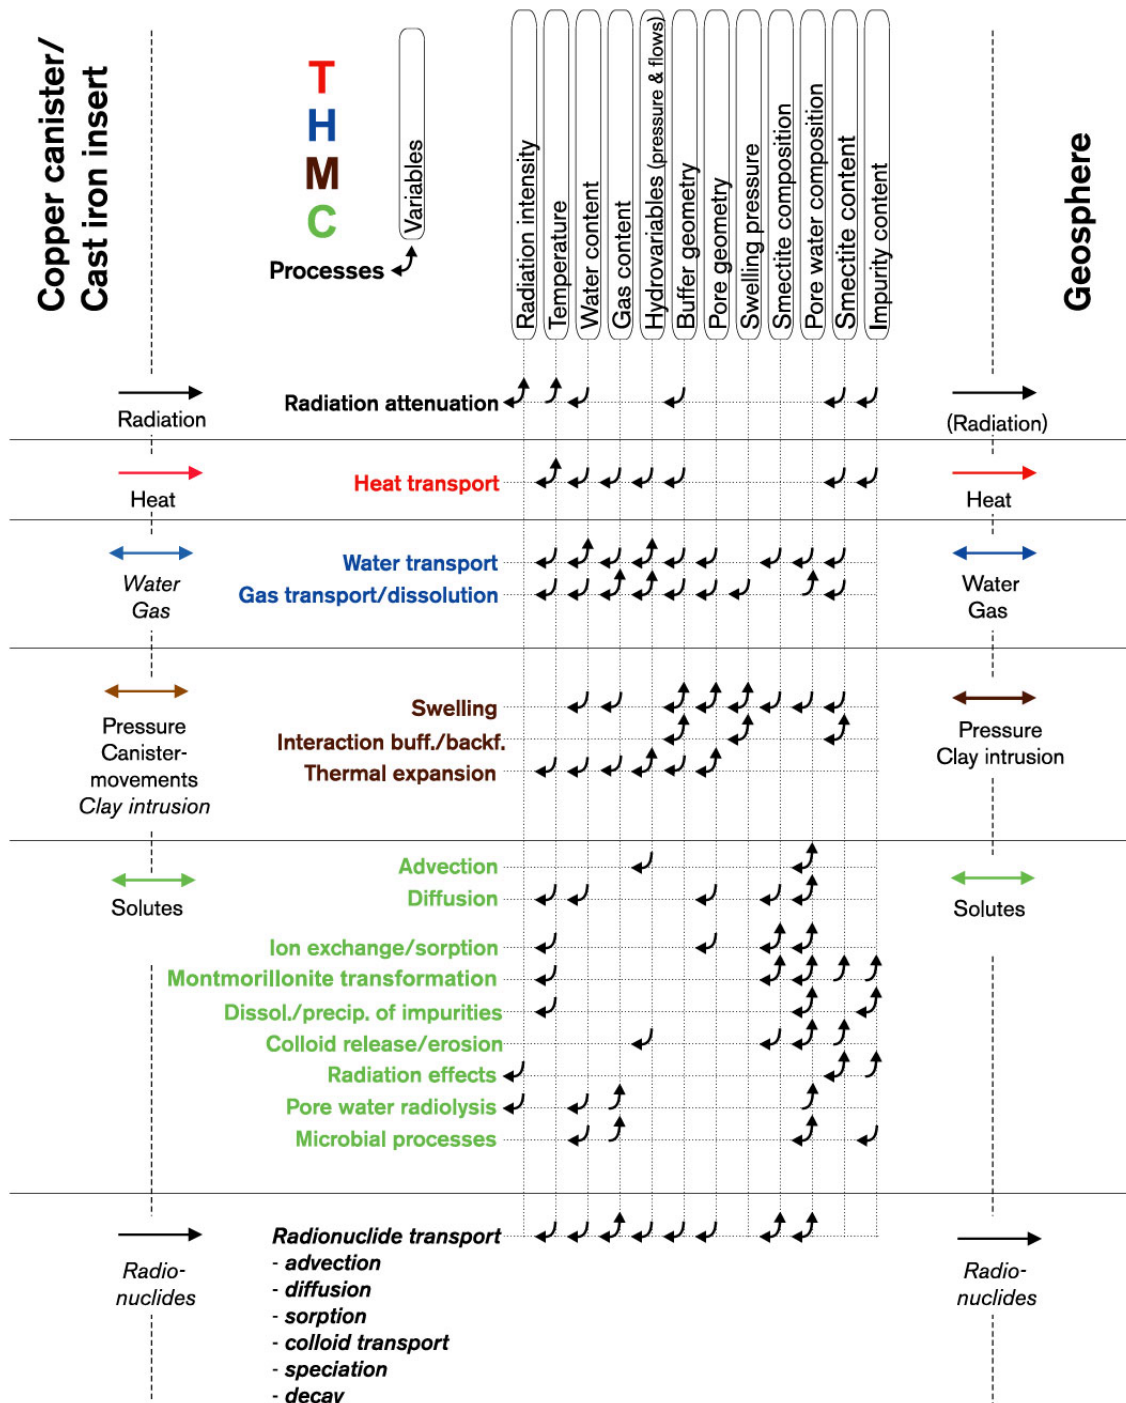 Copper canister/
Cast iron insert
T
H
M
C
Processes
Variables
Radiation intensity
Temperature
Water content
Gas content
Hydrovariables (pressure & flows)
Buffer geometry
Pore geometry
Swelling pressure
Smectite composition
Pore water composition
Smectite content
Impurity content
Geosphere
Radiation
Radiation attenuation
(Radiation)
Heat
Heat transport
Heat
Water
Gas
Water transport
Gas transport/dissolution
Water
Gas
Pressure
Canister-
movements
Clay intrusion
Swelling
Interaction buff./backf.
Thermal expansion
Pressure
Clay intrusion
Solutes
Advection
Diffusion
Ion exchange/sorption
Montmorillonite transformation
Dissol./precip. of impurities
Colloid release/erosion
Radiation effects
Pore water radiolysis
Microbial processes
Solutes
Radio-
nuclides
Radionuclide transport
- advection
- diffusion
- sorption
- colloid transport
- speciation
- decay
Radio-
nuclides